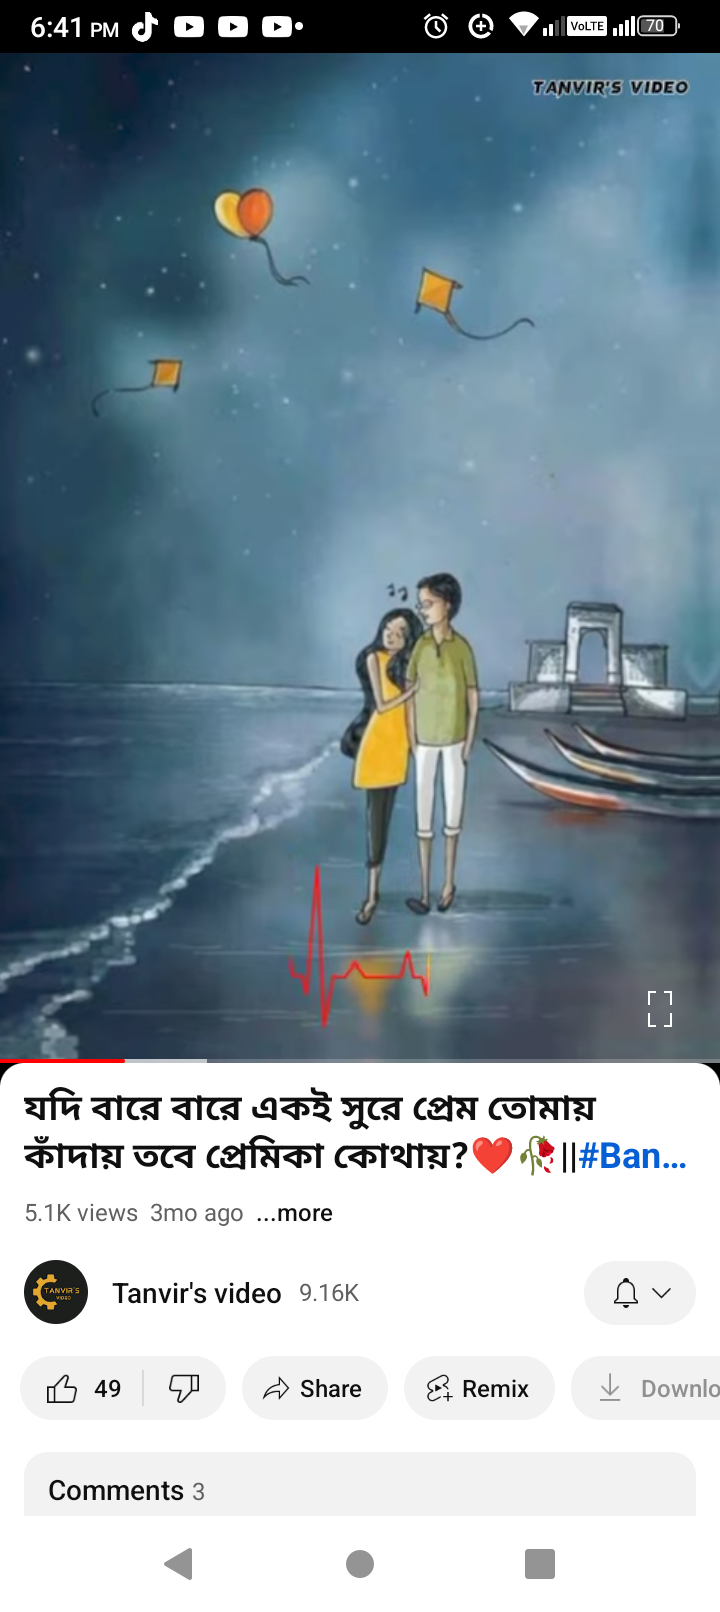 6:41 PM
VoLTE
70
TANVIR'S VIDEO
যদি বারে বারে একই সুরে প্রেম তোমায়
কাঁদায় তবে প্রেমিকা কোথায়?❤️🥀||#Ban...
5.1K views 3mo ago ...more
TANVIR'S
VIDEO
Tanvir's video 9.16K
49
Share
Remix
Downlo
Comments 3